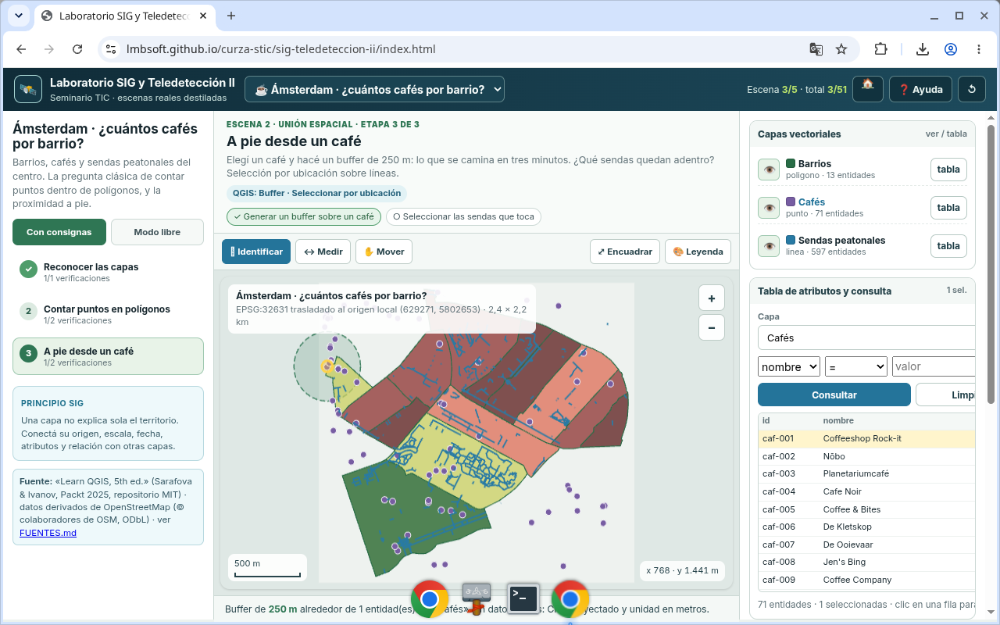 Laboratorio SIG y Teledetecc
lmbsoft.github.io/curza-stic/sig-teledeteccion-ii/index.html
Laboratorio SIG y Teledetección II
Seminario TIC · escenas reales destiladas
Ámsterdam · ¿cuántos cafés por barrio?
Escena 3/5 · total 3/51
Ayuda
Ámsterdam · ¿cuántos cafés por barrio?
Barrios, cafés y sendas peatonales del centro. La pregunta clásica de contar puntos dentro de polígonos, y la proximidad a pie.
Con consignas
Modo libre
Reconocer las capas
1/1 verificaciones
2
Contar puntos en polígonos
1/2 verificaciones
3
A pie desde un café
1/2 verificaciones
PRINCIPIO SIG
Una capa no explica sola el territorio. Conectá su origen, escala, fecha, atributos y relación con otras capas.
Fuente: «Learn QGIS, 5th ed.» (Sarafova & Ivanov, Packt 2025, repositorio MIT) · datos derivados de OpenStreetMap (© colaboradores de OSM, ODbL) · ver FUENTES.md
ESCENA 2 · UNIÓN ESPACIAL · ETAPA 3 DE 3
A pie desde un café
Elegí un café y hacé un buffer de 250 m: lo que se camina en tres minutos. ¿Qué sendas quedan adentro? Selección por ubicación sobre líneas.
QGIS: Buffer · Seleccionar por ubicación
✓ Generar un buffer sobre un café
○ Seleccionar las sendas que toca
Identificar
↔ Medir
Mover
Encuadrar
Leyenda
Ámsterdam · ¿cuántos cafés por barrio?
EPSG:32631 trasladado al origen local (629271, 5802653) · 2,4 × 2,2 km
+
−
500 m
x 768 · y 1.441 m
Buffer de 250 m alrededor de 1 entidad(es)
Capas vectoriales
ver / tabla
Barrios
poligono · 13 entidades
tabla
Cafés
punto · 71 entidades
tabla
Sendas peatonales
linea · 597 entidades
tabla
Tabla de atributos y consulta
1 sel.
Capa
Cafés
nombre
=
valor
Consultar
Limpi
id nombre
caf-001 Coffeeshop Rock-it
caf-002 Nōbo
caf-003 Planetariumcafé
caf-004 Cafe Noir
caf-005 Coffee & Bites
caf-006 De Kletskop
caf-007 De Ooievaar
caf-008 Jen's Bing
caf-009 Coffee Company
71 entidades · 1 seleccionadas · clic en una fila para